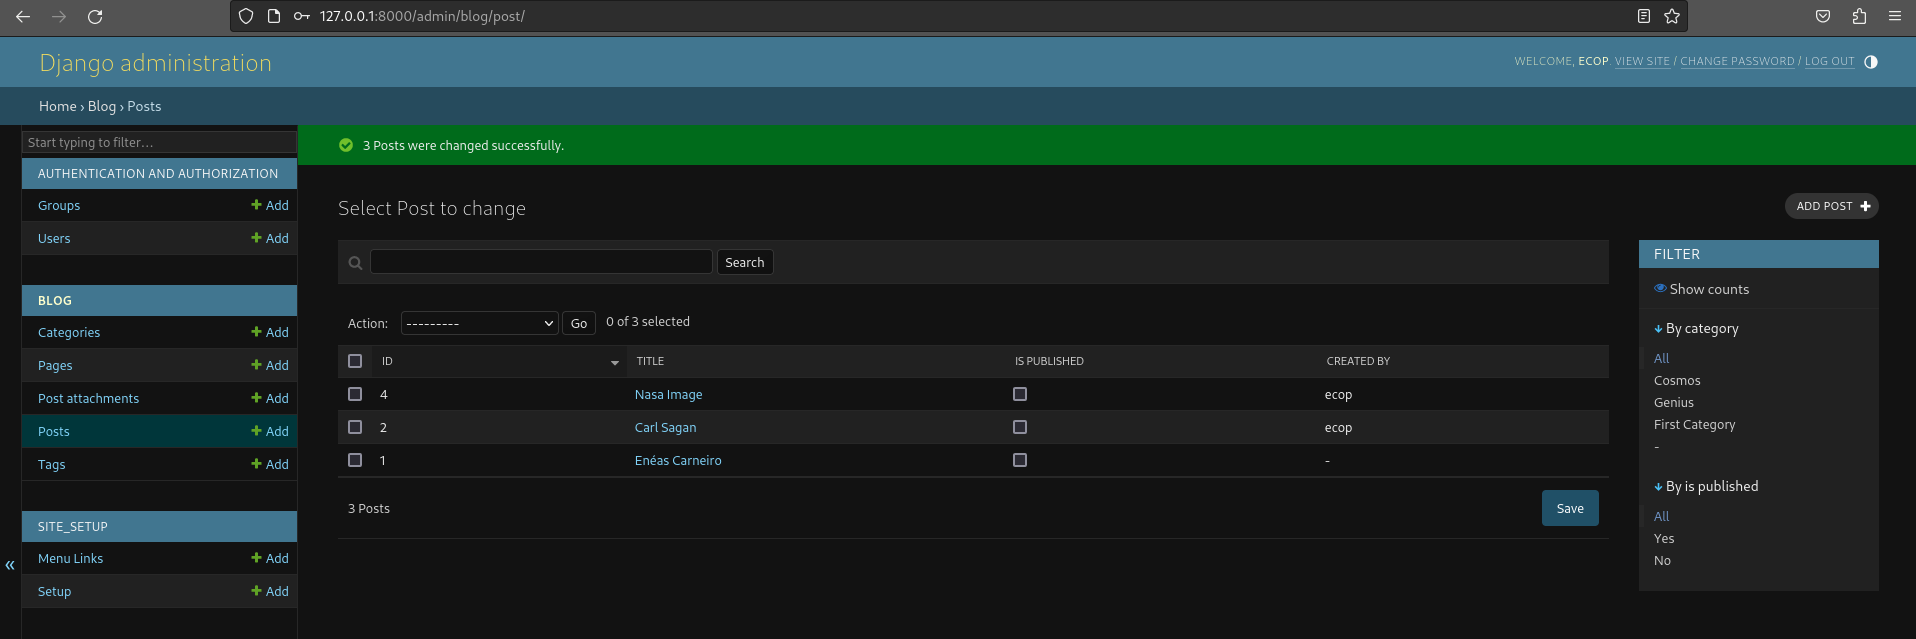 127.0.0.1:8000/admin/blog/post/
Django administration
WELCOME, ECOP. VIEW SITE / CHANGE PASSWORD / LOG OUT
Home › Blog › Posts
Start typing to filter...
AUTHENTICATION AND AUTHORIZATION
Groups + Add
Users + Add
BLOG
Categories + Add
Pages + Add
Post attachments + Add
Posts + Add
Tags + Add
SITE_SETUP
Menu Links + Add
Setup + Add
«
3 Posts were changed successfully.
Select Post to change
ADD POST +
Search
Action: --------- Go 0 of 3 selected
ID TITLE IS PUBLISHED CREATED BY
4 Nasa Image ecop
2 Carl Sagan ecop
1 Enéas Carneiro -
3 Posts
Save
FILTER
Show counts
↓ By category
All
Cosmos
Genius
First Category
-
↓ By is published
All
Yes
No